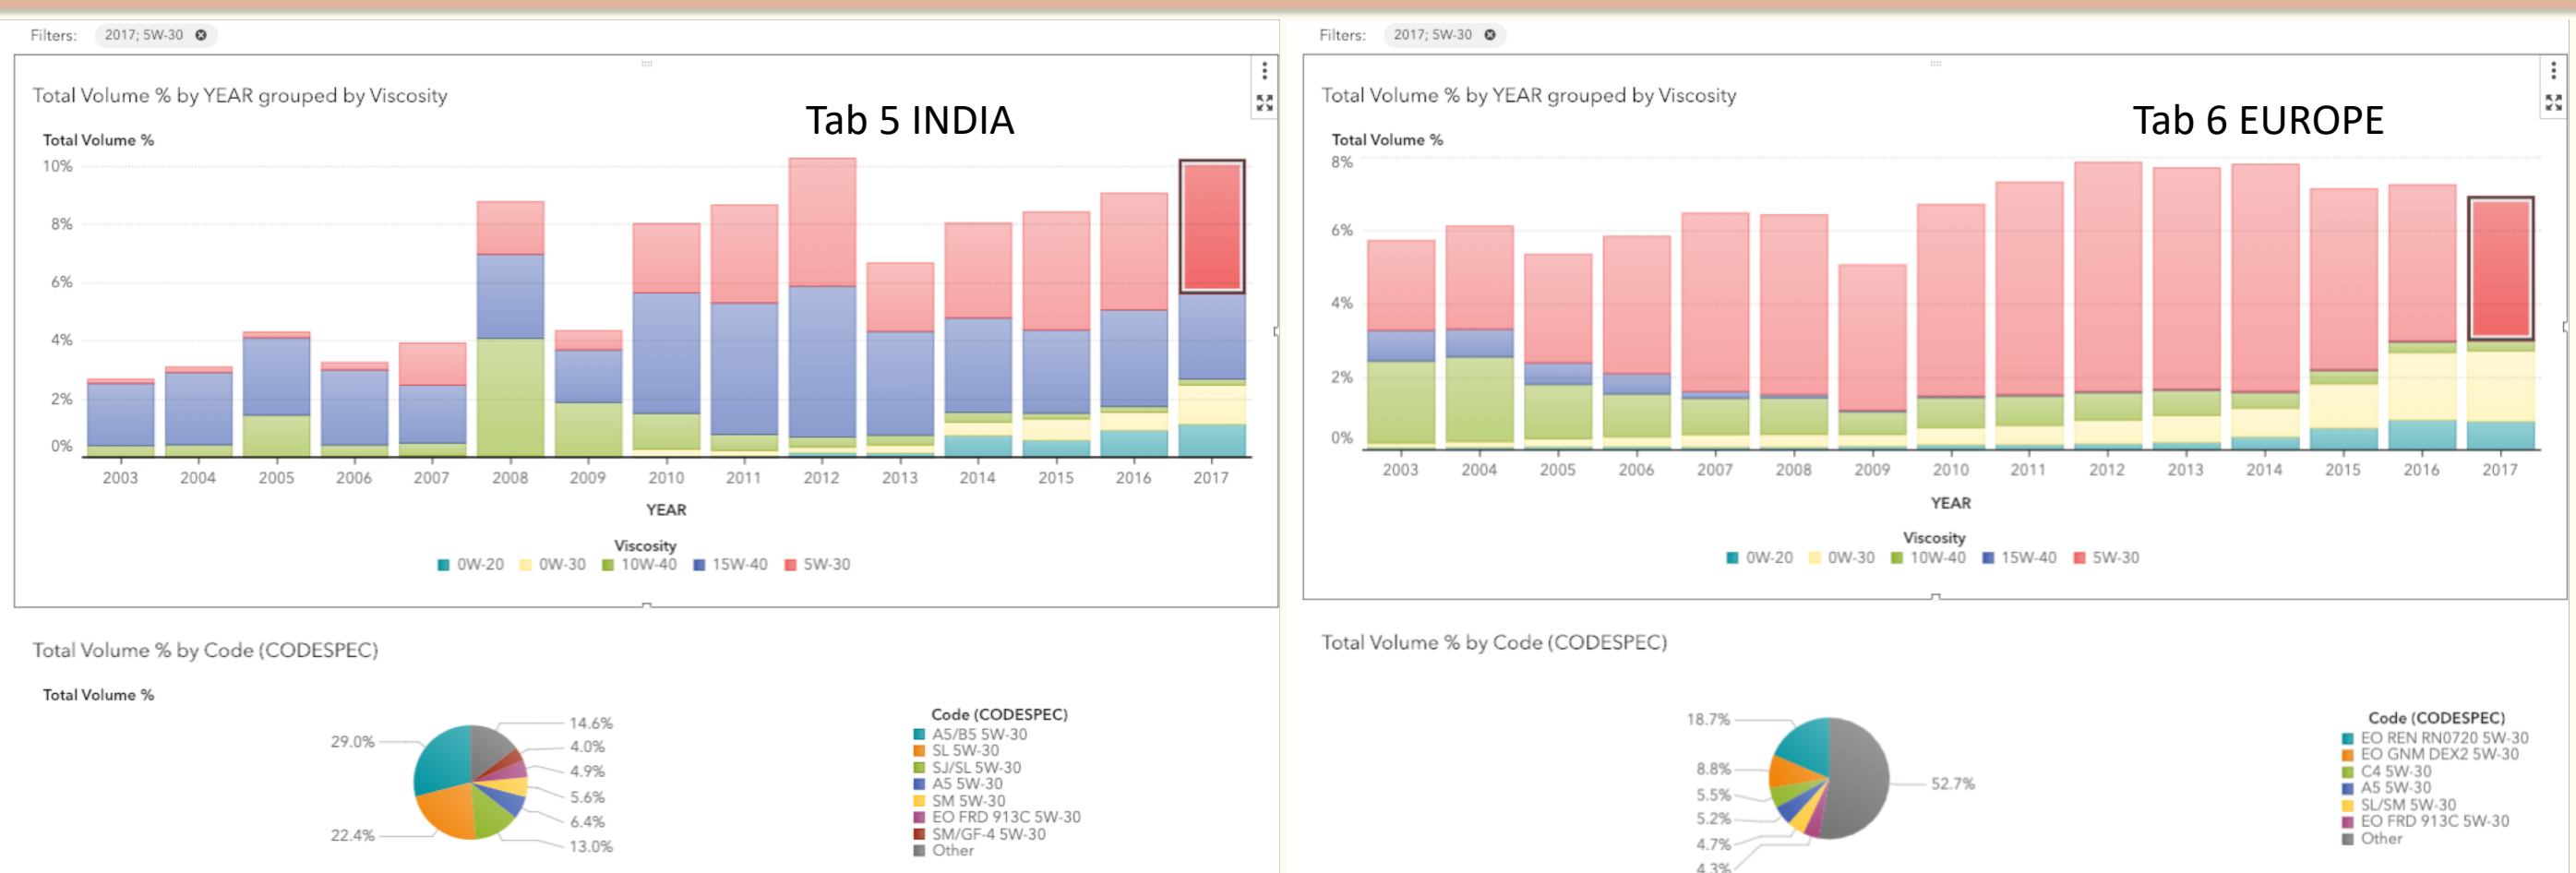 Filters: 2017; 5W-30
Total Volume % by YEAR grouped by Viscosity
Tab 5 INDIA
Total Volume %
10%
8%
6%
4%
2%
0%
2003 2004 2005 2006 2007 2008 2009 2010 2011 2012 2013 2014 2015 2016 2017
YEAR
Viscosity
0W-20 0W-30 10W-40 15W-40 5W-30
Total Volume % by Code (CODESPEC)
Total Volume %
29.0%
22.4%
14.6%
4.0%
4.9%
5.6%
6.4%
13.0%
Code (CODESPEC)
A5/B5 5W-30
SL 5W-30
SJ/SL 5W-30
A5 5W-30
SM 5W-30
EO FRD 913C 5W-30
SM/GF-4 5W-30
Other
Filters: 2017; 5W-30
Total Volume % by YEAR grouped by Viscosity
Tab 6 EUROPE
Total Volume %
8%
6%
4%
2%
0%
2003 2004 2005 2006 2007 2008 2009 2010 2011 2012 2013 2014 2015 2016 2017
YEAR
Viscosity
0W-20 0W-30 10W-40 15W-40 5W-30
Total Volume % by Code (CODESPEC)
18.7%
8.8%
5.5%
5.2%
4.7%
4.3%
52.7%
Code (CODESPEC)
EO REN RN0720 5W-30
EO GNM DEX2 5W-30
C4 5W-30
A5 5W-30
SL/SM 5W-30
EO FRD 913C 5W-30
Other